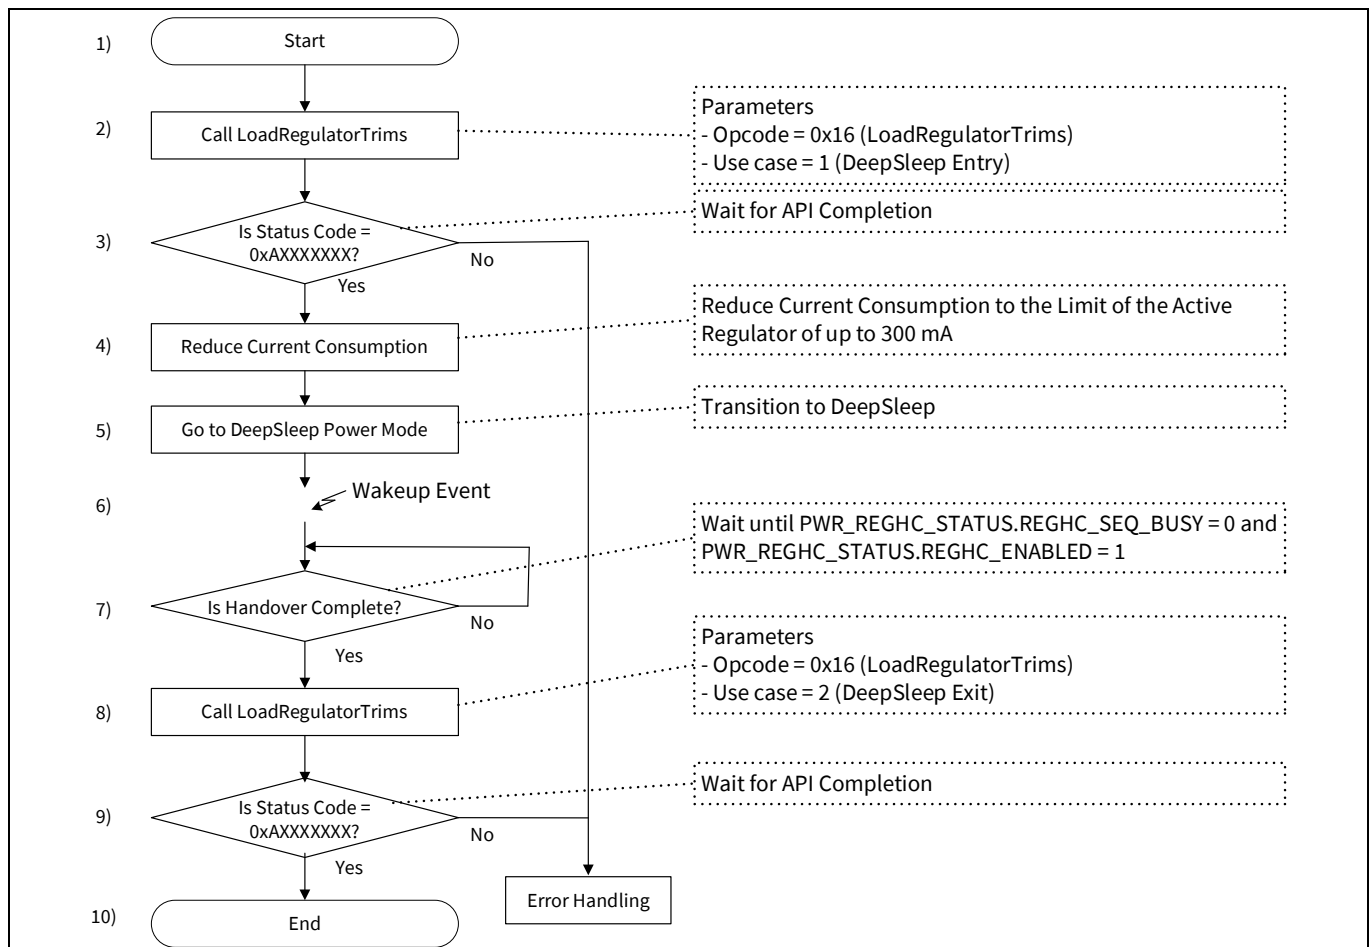 1)
Start
2)
Call LoadRegulatorTrims
Parameters
- Opcode = 0x16 (LoadRegulatorTrims)
- Use case = 1 (DeepSleep Entry)
3)
Is Status Code =
0xAXXXXXXX?
No
Yes
Wait for API Completion
4)
Reduce Current Consumption
Reduce Current Consumption to the Limit of the Active
Regulator of up to 300 mA
5)
Go to DeepSleep Power Mode
Transition to DeepSleep
6)
Wakeup Event
7)
Is Handover Complete?
No
Yes
Wait until PWR_REGHC_STATUS.REGHC_SEQ_BUSY = 0 and
PWR_REGHC_STATUS.REGHC_ENABLED = 1
8)
Call LoadRegulatorTrims
Parameters
- Opcode = 0x16 (LoadRegulatorTrims)
- Use case = 2 (DeepSleep Exit)
9)
Is Status Code =
0xAXXXXXXX?
No
Yes
Wait for API Completion
Error Handling
10)
End